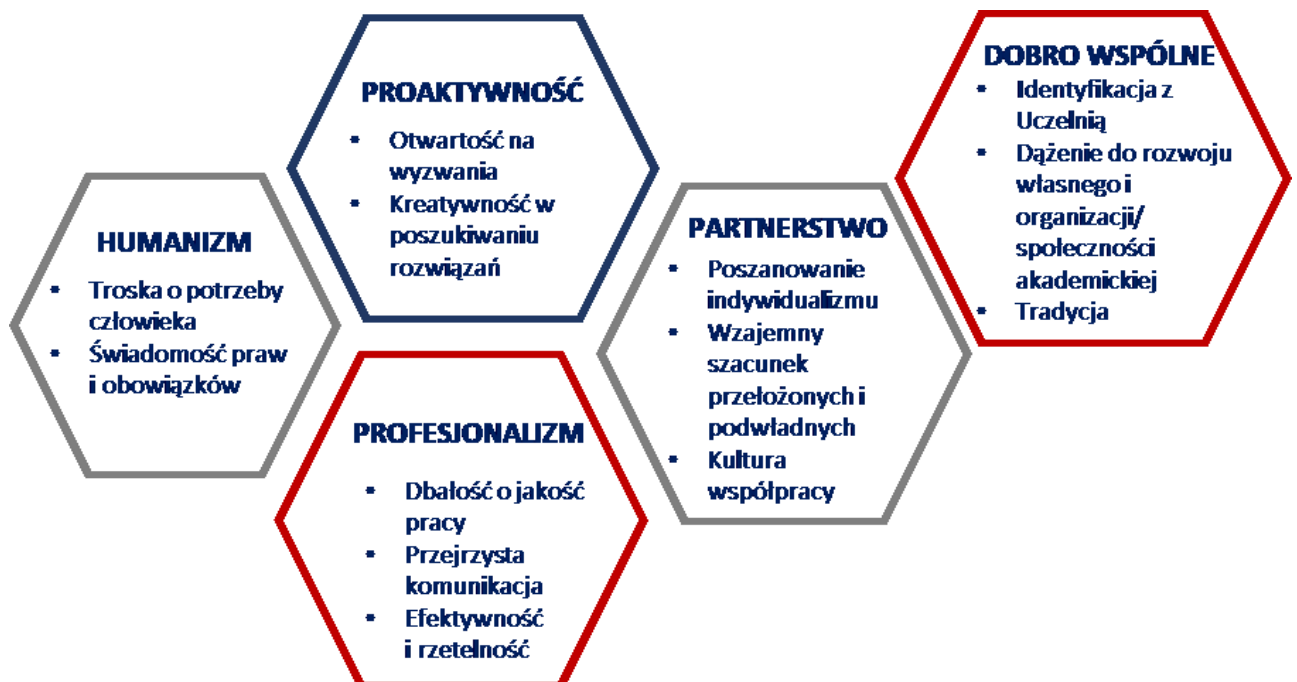 HUMANIZM
▪ Troska o potrzeby
człowieka
▪ Świadomość praw
i obowiązków
PROAKTYWNOŚĆ
▪ Otwartość na
wyzwania
▪ Kreatywność w
poszukiwaniu
rozwiązań
PROFESJONALIZM
▪ Dbałość o jakość
pracy
▪ Przejrzysta
komunikacja
▪ Efektywność
i rzetelność
PARTNERSTWO
▪ Poszanowanie
indywidualizmu
▪ Wzajemny
szacunek
przełożonych i
podwładnych
▪ Kultura
współpracy
DOBRO WSPÓLNE
▪ Identyfikacja z
Uczelnią
▪ Dążenie do rozwoju
własnego i
organizacji/
społeczności
akademickiej
▪ Tradycja